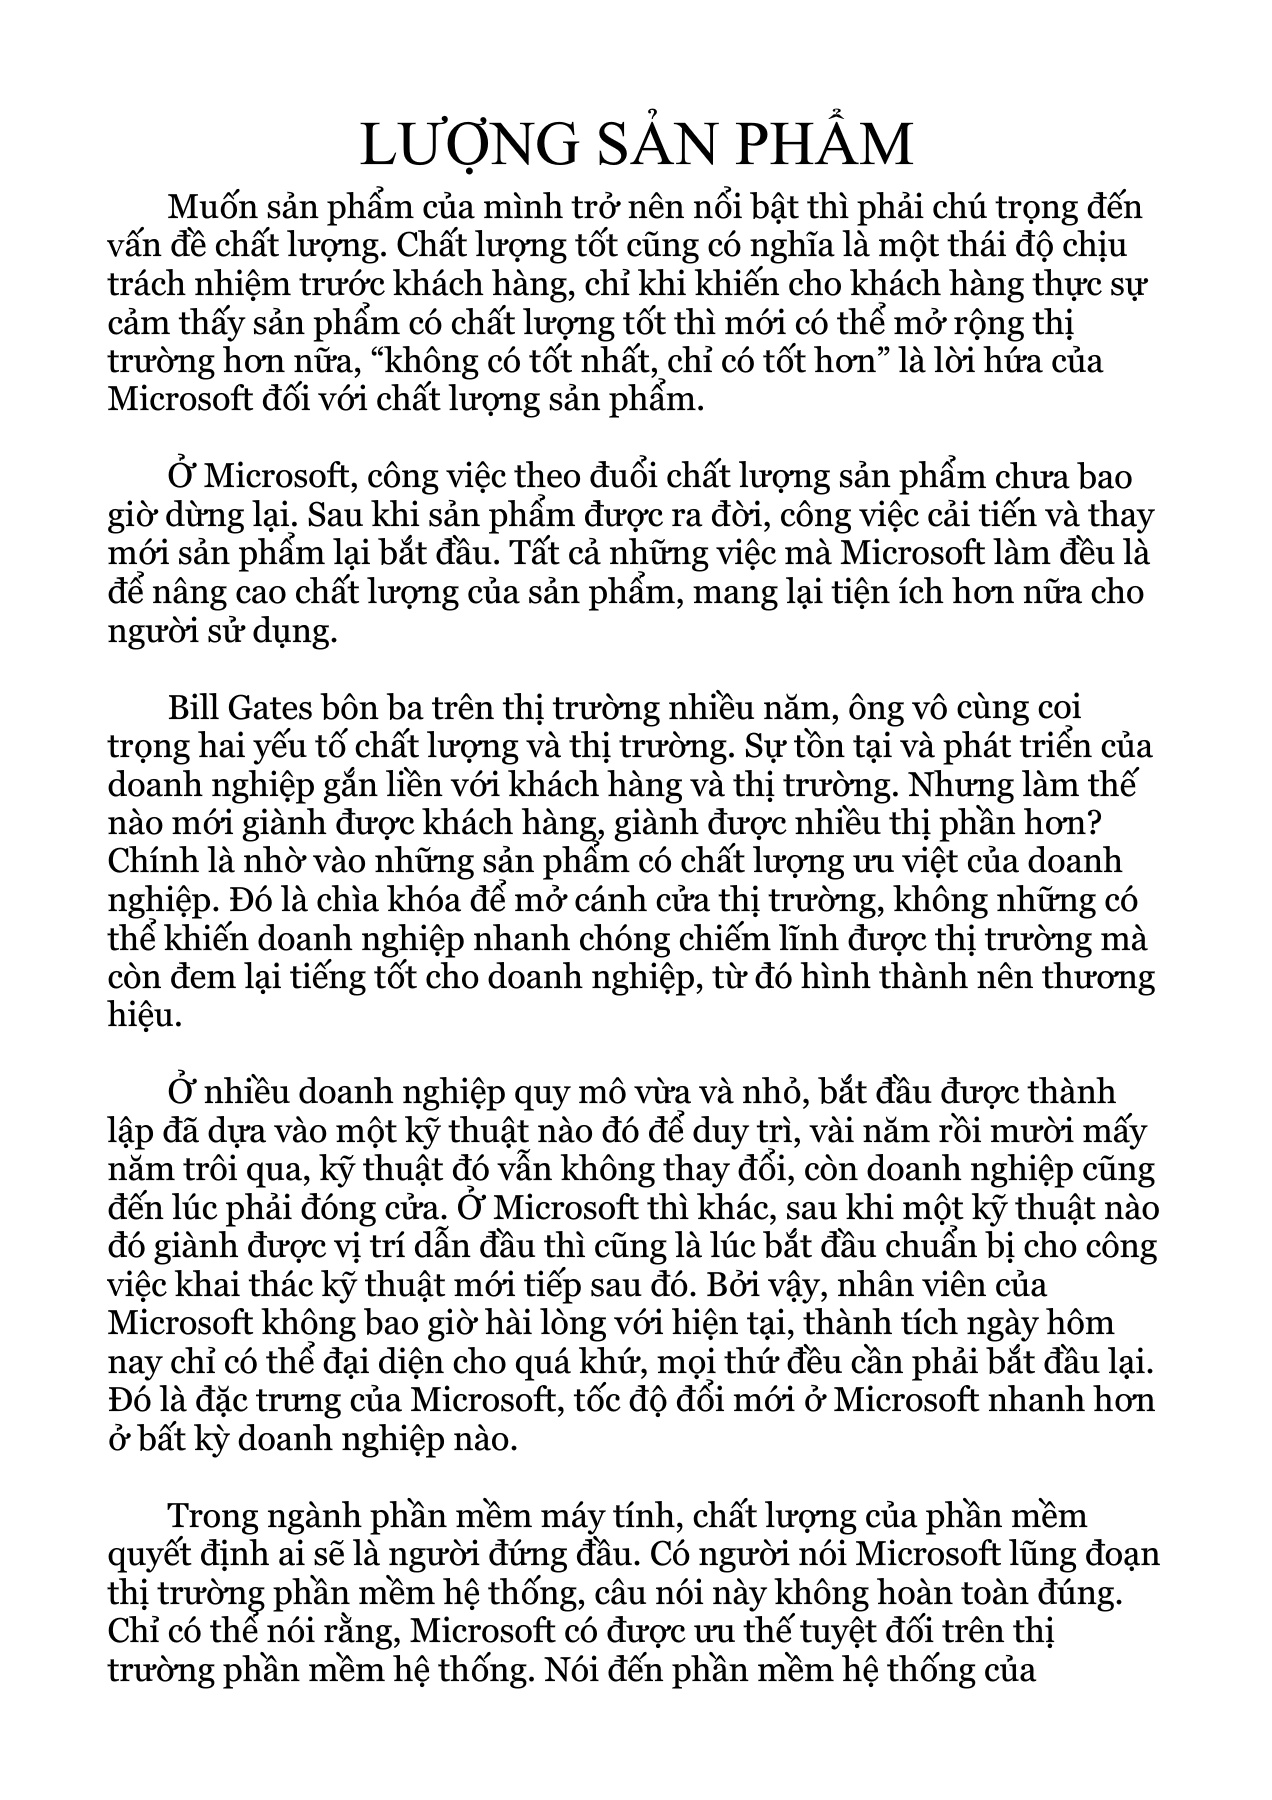 LƯỢNG SẢN PHẨM
Muốn sản phẩm của mình trở nên nổi bật thì phải chú trọng đến
vấn đề chất lượng. Chất lượng tốt cũng có nghĩa là một thái độ chịu
trách nhiệm trước khách hàng, chỉ khi khiến cho khách hàng thực sự
cảm thấy sản phẩm có chất lượng tốt thì mới có thể mở rộng thị
trường hơn nữa, “không có tốt nhất, chỉ có tốt hơn” là lời hứa của
Microsoft đối với chất lượng sản phẩm.
Ở Microsoft, công việc theo đuổi chất lượng sản phẩm chưa bao
giờ dừng lại. Sau khi sản phẩm được ra đời, công việc cải tiến và thay
mới sản phẩm lại bắt đầu. Tất cả những việc mà Microsoft làm đều là
để nâng cao chất lượng của sản phẩm, mang lại tiện ích hơn nữa cho
người sử dụng.
Bill Gates bôn ba trên thị trường nhiều năm, ông vô cùng coi
trọng hai yếu tố chất lượng và thị trường. Sự tồn tại và phát triển của
doanh nghiệp gắn liền với khách hàng và thị trường. Nhưng làm thế
nào mới giành được khách hàng, giành được nhiều thị phần hơn?
Chính là nhờ vào những sản phẩm có chất lượng ưu việt của doanh
nghiệp. Đó là chìa khóa để mở cánh cửa thị trường, không những có
thể khiến doanh nghiệp nhanh chóng chiếm lĩnh được thị trường mà
còn đem lại tiếng tốt cho doanh nghiệp, từ đó hình thành nên thương
hiệu.
Ở nhiều doanh nghiệp quy mô vừa và nhỏ, bắt đầu được thành
lập đã dựa vào một kỹ thuật nào đó để duy trì, vài năm rồi mười mấy
năm trôi qua, kỹ thuật đó vẫn không thay đổi, còn doanh nghiệp cũng
đến lúc phải đóng cửa. Ở Microsoft thì khác, sau khi một kỹ thuật nào
đó giành được vị trí dẫn đầu thì cũng là lúc bắt đầu chuẩn bị cho công
việc khai thác kỹ thuật mới tiếp sau đó. Bởi vậy, nhân viên của
Microsoft không bao giờ hài lòng với hiện tại, thành tích ngày hôm
nay chỉ có thể đại diện cho quá khứ, mọi thứ đều cần phải bắt đầu lại.
Đó là đặc trưng của Microsoft, tốc độ đổi mới ở Microsoft nhanh hơn
ở bất kỳ doanh nghiệp nào.
Trong ngành phần mềm máy tính, chất lượng của phần mềm
quyết định ai sẽ là người đứng đầu. Có người nói Microsoft lũng đoạn
thị trường phần mềm hệ thống, câu nói này không hoàn toàn đúng.
Chỉ có thể nói rằng, Microsoft có được ưu thế tuyệt đối trên thị
trường phần mềm hệ thống. Nói đến phần mềm hệ thống của